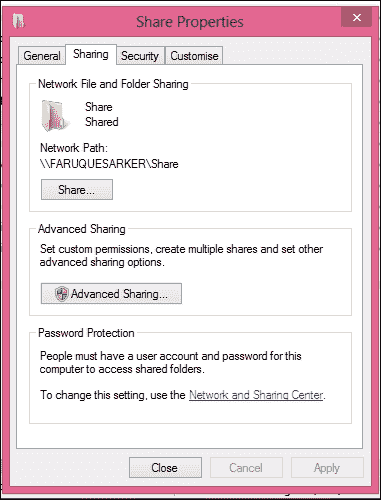 Share Properties
General Sharing Security Customise
Network File and Folder Sharing
Share
Shared
Network Path:
\\FARUQUESARKER\Share
Share...
Advanced Sharing
Set custom permissions, create multiple shares and set other
advanced sharing options.
Advanced Sharing...
Password Protection
People must have a user account and password for this
computer to access shared folders.
To change this setting, use the Network and Sharing Center.
Close Cancel Apply